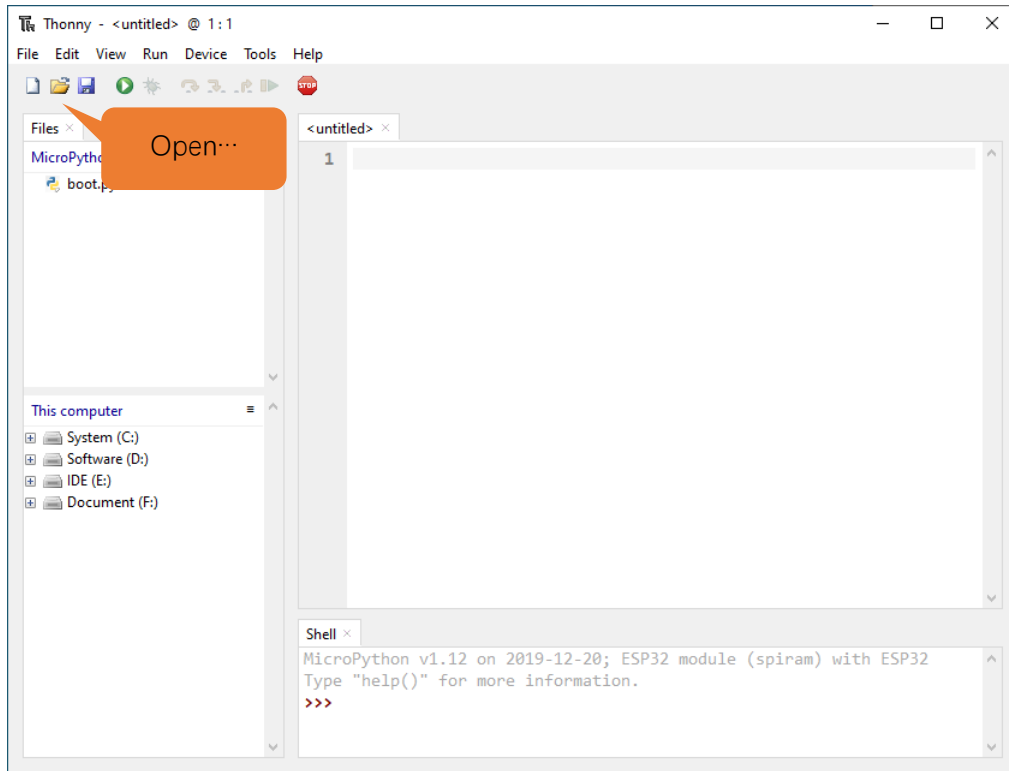 Thonny - <untitled> @ 1:1
File Edit View Run Device Tools Help
STOP
Files
<untitled>
Open…
1
boot.py
This computer
System (C:)
Software (D:)
IDE (E:)
Document (F:)
Shell
MicroPython v1.12 on 2019-12-20; ESP32 module (spiram) with ESP32
Type "help()" for more information.
>>>